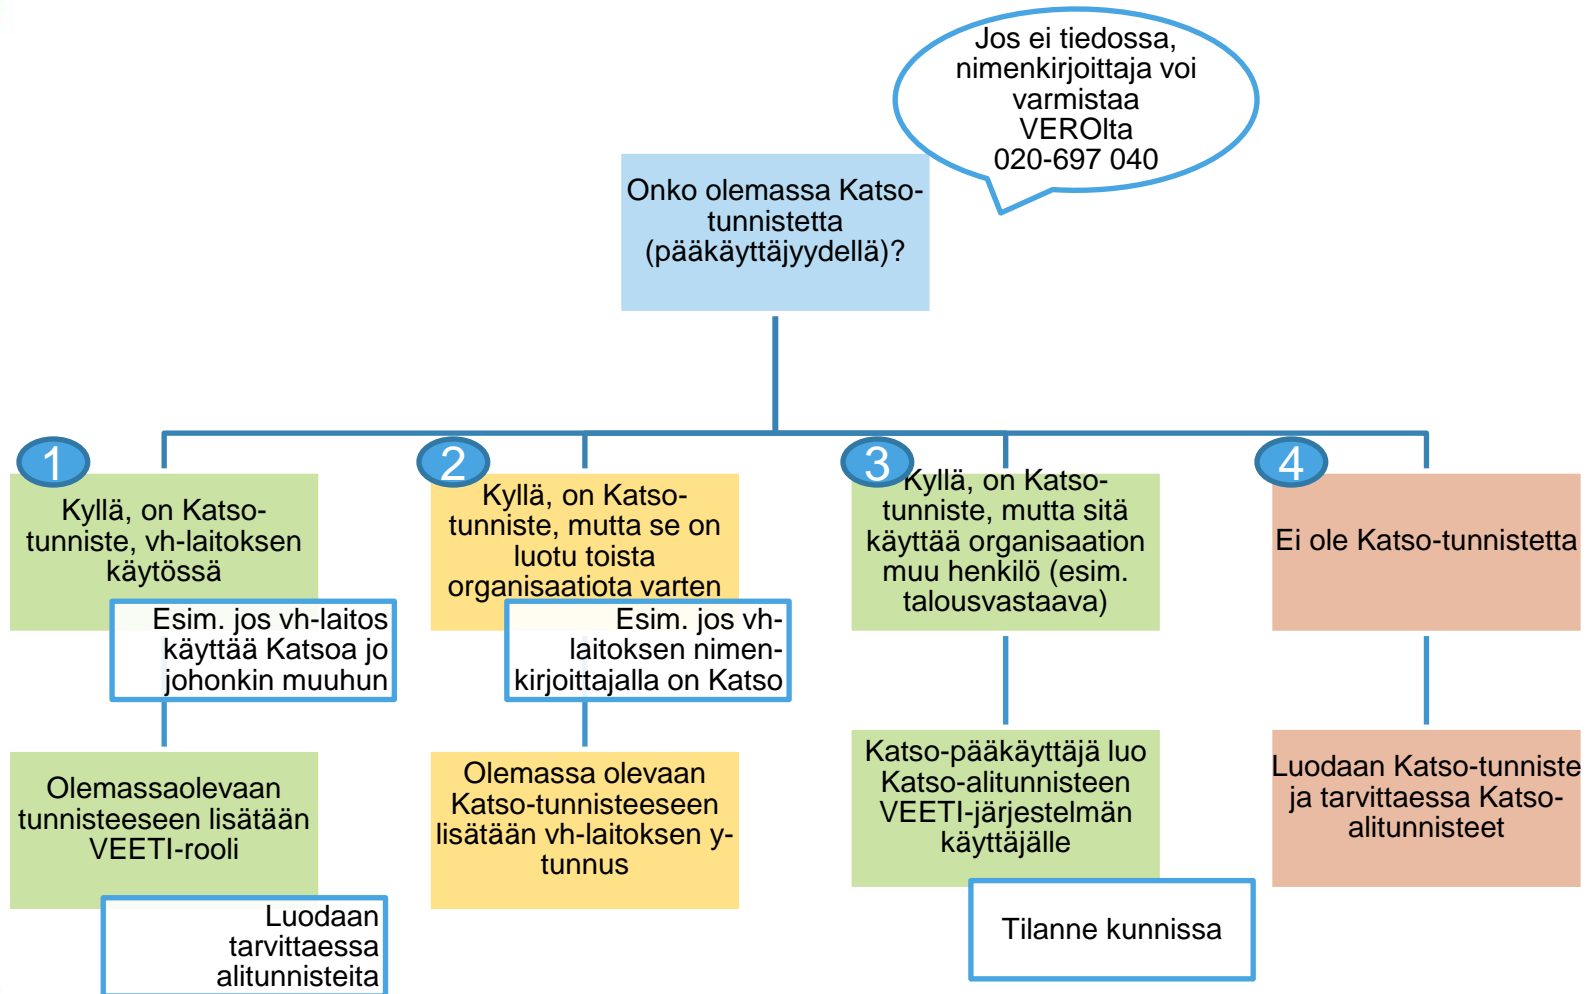 Jos ei tiedossa,
nimenkirjoittaja voi
varmistaa
VEROlta
020-697 040
Onko olemassa Katso-
tunnistetta
(pääkäyttäjyydellä)?
1
Kyllä, on Katso-
tunniste, vh-laitoksen
käytössä
Esim. jos vh-laitos
käyttää Katsoa jo
johonkin muuhun
Olemassaolevaan
tunnisteeseen lisätään
VEETI-rooli
Luodaan
tarvittaessa
alitunnisteita
2
Kyllä, on Katso-
tunniste, mutta se on
luotu toista
organisaatiota varten
Esim. jos vh-
laitoksen nimen-
kirjoittajalla on Katso
Olemassa olevaan
Katso-tunnisteeseen
lisätään vh-laitoksen y-
tunnus
3
Kyllä, on Katso-
tunniste, mutta sitä
käyttää organisaation
muu henkilö (esim.
talousvastaava)
Katso-pääkäyttäjä luo
Katso-alitunnisteen
VEETI-järjestelmän
käyttäjälle
Tilanne kunnissa
4
Ei ole Katso-tunnistetta
Luodaan Katso-tunniste
ja tarvittaessa Katso-
alitunnisteet